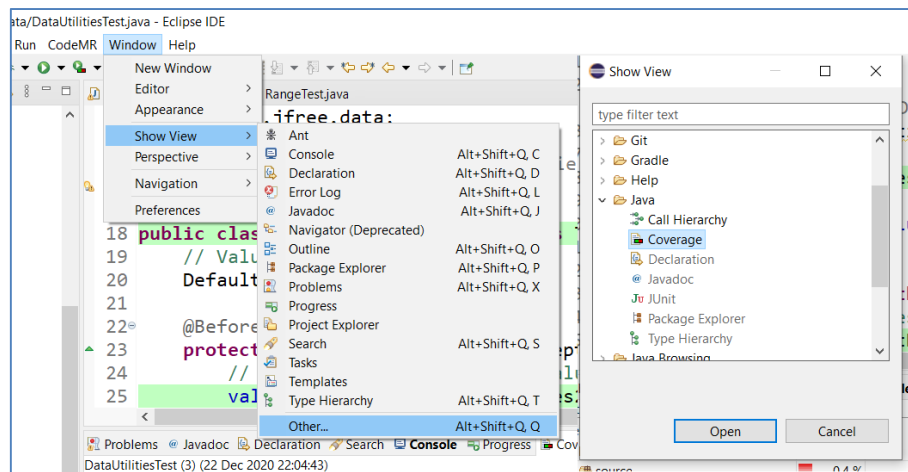 ata/DataUtilitiesTest.java - Eclipse IDE
Run CodeMR Window Help
New Window
Editor
Appearance
Show View
Perspective
Navigation
Preferences
RangeTest.java
.jfree.data;
Ant
Console Alt+Shift+Q, C
Declaration Alt+Shift+Q, D
Error Log Alt+Shift+Q, L
Javadoc Alt+Shift+Q, J
Navigator (Deprecated)
Outline Alt+Shift+Q, O
Package Explorer Alt+Shift+Q, P
Problems Alt+Shift+Q, X
Progress
Project Explorer
Search Alt+Shift+Q, S
Tasks
Templates
Type Hierarchy Alt+Shift+Q, T
Other... Alt+Shift+Q, Q
18 public clas
19 // Valu
20 Default
21
22 @Before
23 protect
24 //
25 val
Problems Javadoc Declaration Search Console Progress Cov
DataUtilitiesTest (3) (22 Dec 2020 22:04:43)
Show View
type filter text
Git
Gradle
Help
Java
Call Hierarchy
Coverage
Declaration
Javadoc
JUnit
Package Explorer
Type Hierarchy
Java Browsing
Open Cancel
source 0.4 %